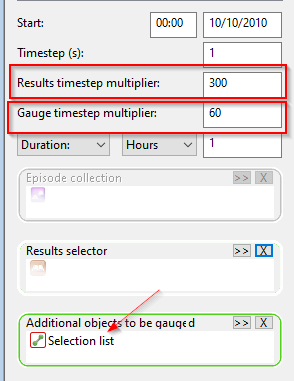 Start: 00:00 10/10/2010
Timestep (s): 1
Results timestep multiplier: 300
Gauge timestep multiplier: 60
Duration: Hours 1
Episode collection >> X
Results selector >> X
Additional objects to be gauged >> X
Selection list